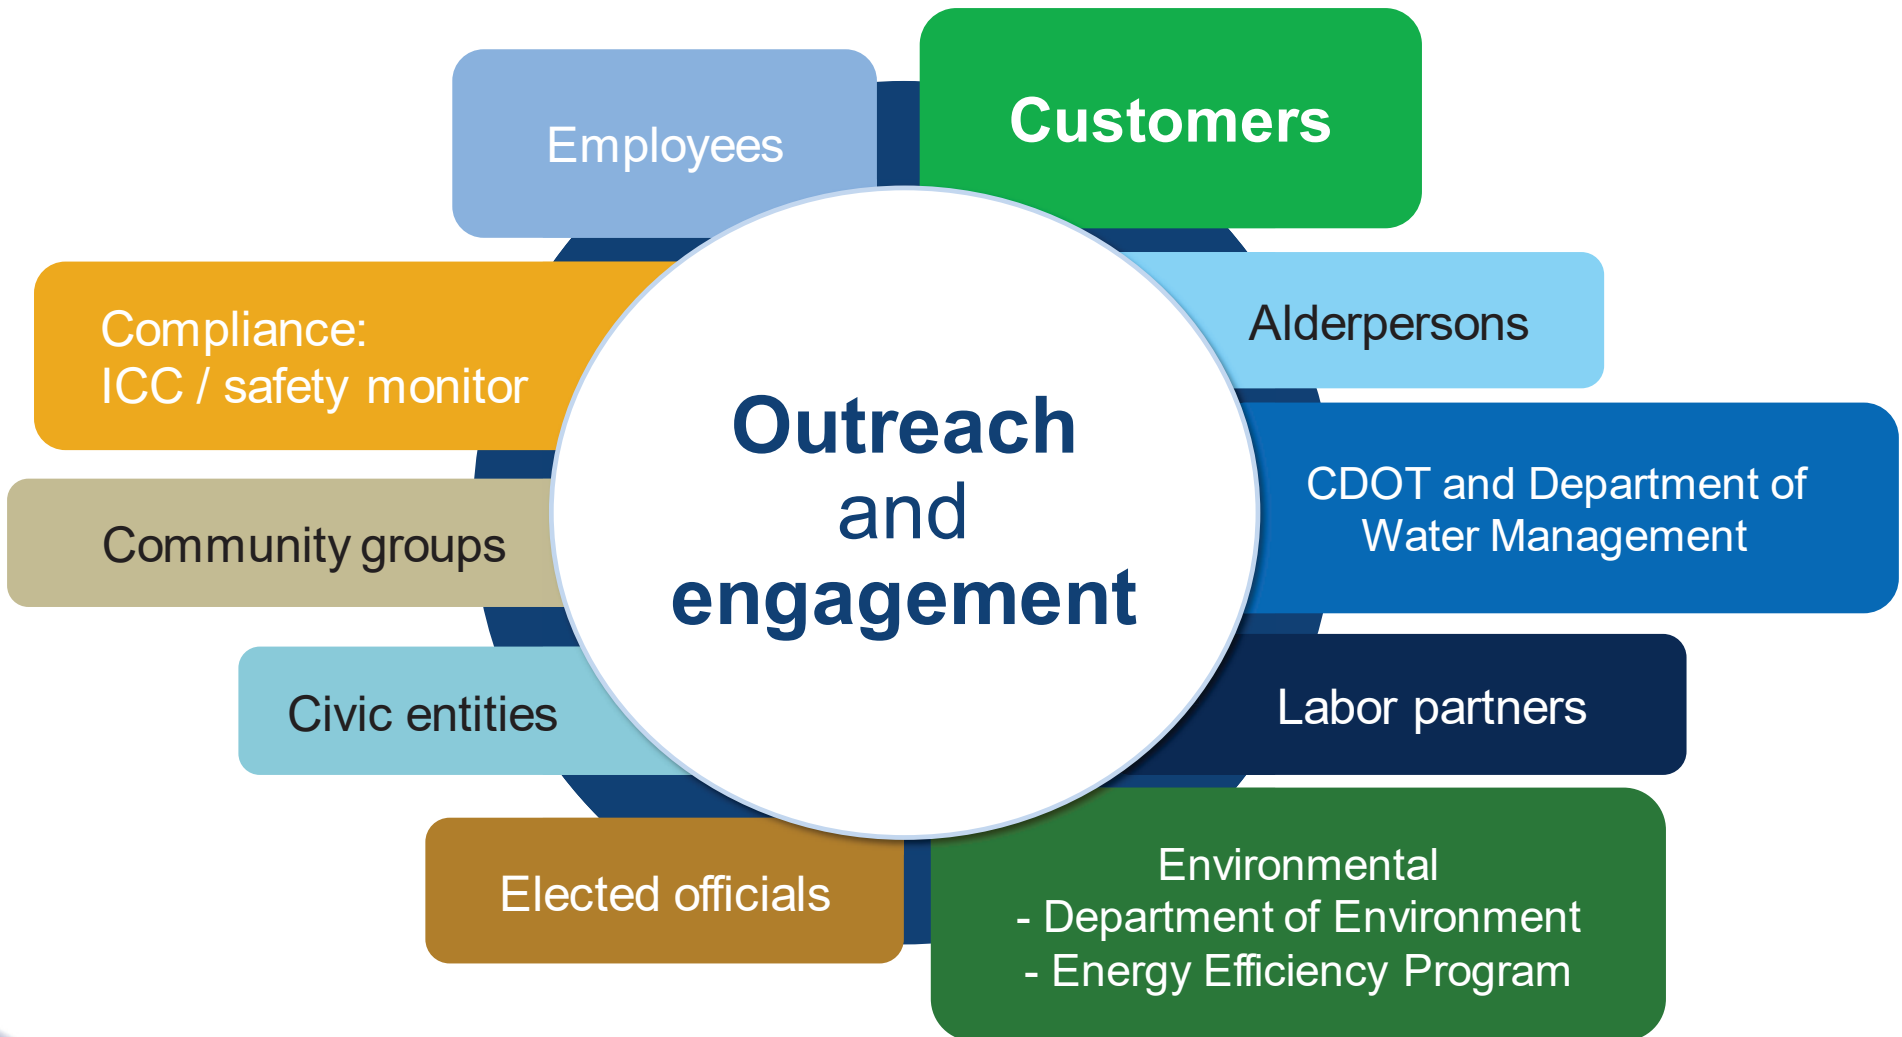 Employees
Customers
Compliance:
ICC / safety monitor
Alderpersons
Outreach
and
engagement
CDOT and Department of
Water Management
Community groups
Civic entities
Labor partners
Elected officials
Environmental
- Department of Environment
- Energy Efficiency Program